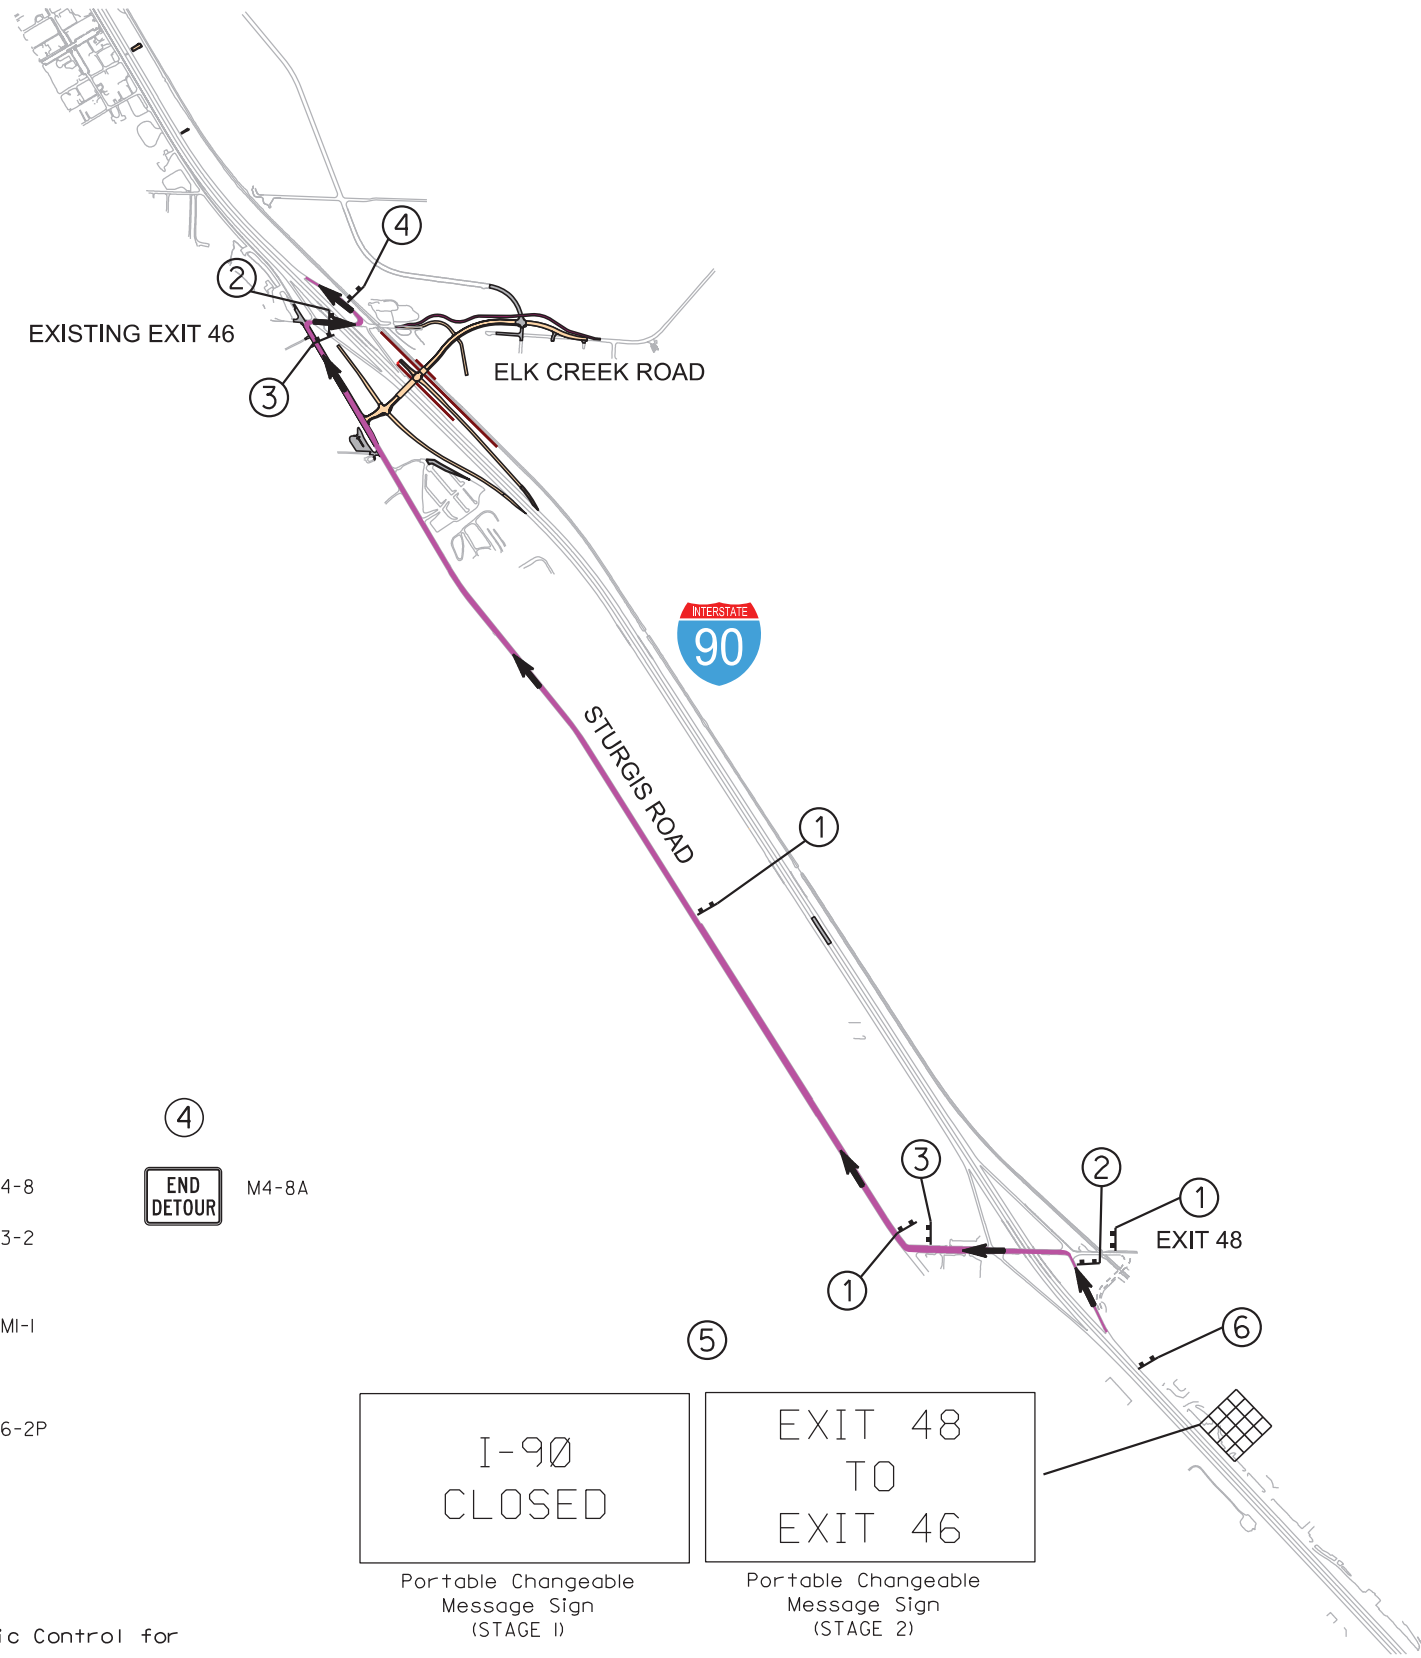 4
2
EXISTING EXIT 46
3
ELK CREEK ROAD
INTERSTATE
90
STURGIS ROAD
1
4
END
DETOUR
M4-8A
4-8
3-2
M1-1
6-2P
3
2
1
EXIT 48
1
6
5
I-90
CLOSED
Portable Changeable
Message Sign
(STAGE 1)
EXIT 48
TO
EXIT 46
Portable Changeable
Message Sign
(STAGE 2)
ic Control for